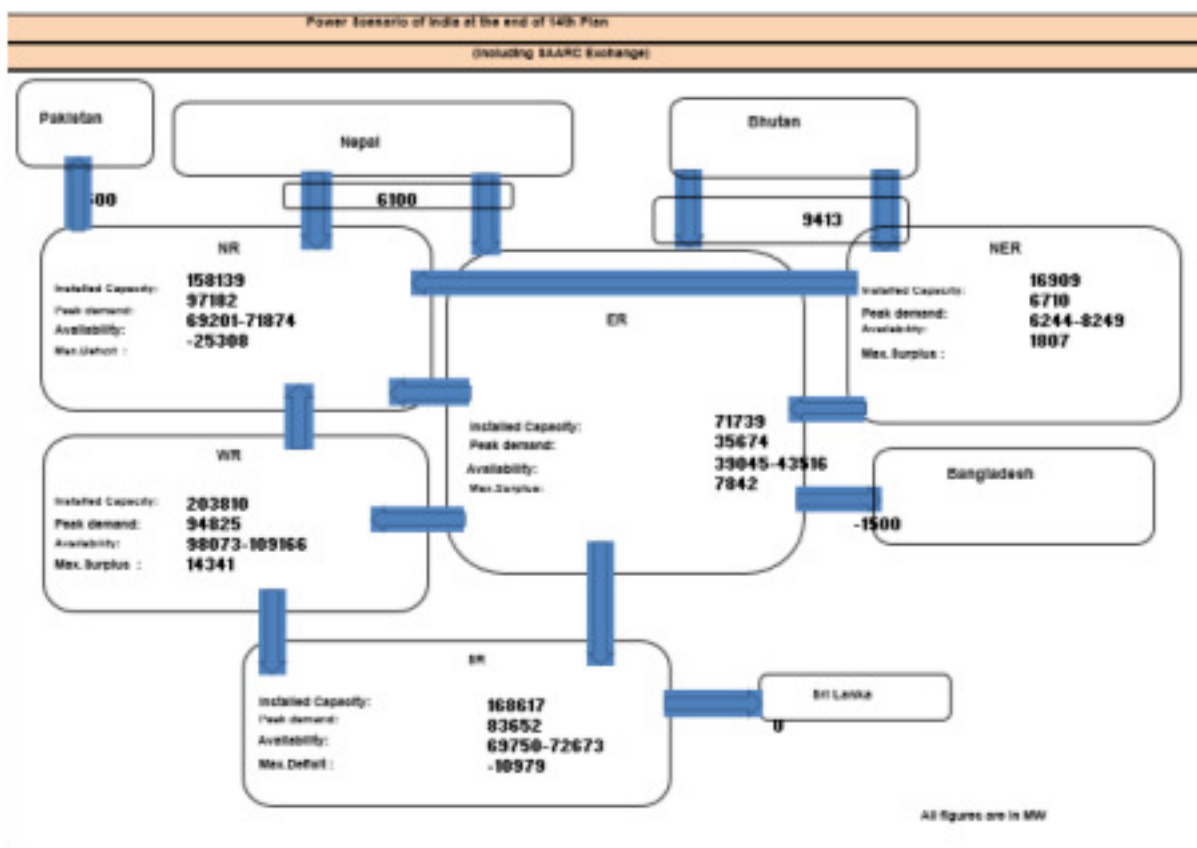 Power Scenario of India at the end of 14th Plan
(Including SAARC Exchange)
Pakistan
Nepal
Bhutan
6100
9413
NR
Installed Capacity: 158139
Peak demand: 97182
Availability: 69201-71874
Max.Deficit : -25308
NER
Installed Capacity: 16909
Peak demand: 6710
Availability: 6244-8249
Max.Surplus : 1807
ER
Installed Capacity: 71739
Peak demand: 35674
Availability: 39045-43516
Max.Surplus: 7842
WR
Installed Capacity: 203810
Peak demand: 94825
Availability: 98073-109166
Max.Surplus : 14341
Bangladesh
-1500
SR
Installed Capacity: 168617
Peak demand: 83652
Availability: 69750-72673
Max.Deficit : -10979
Sri Lanka
0
All figures are in MW